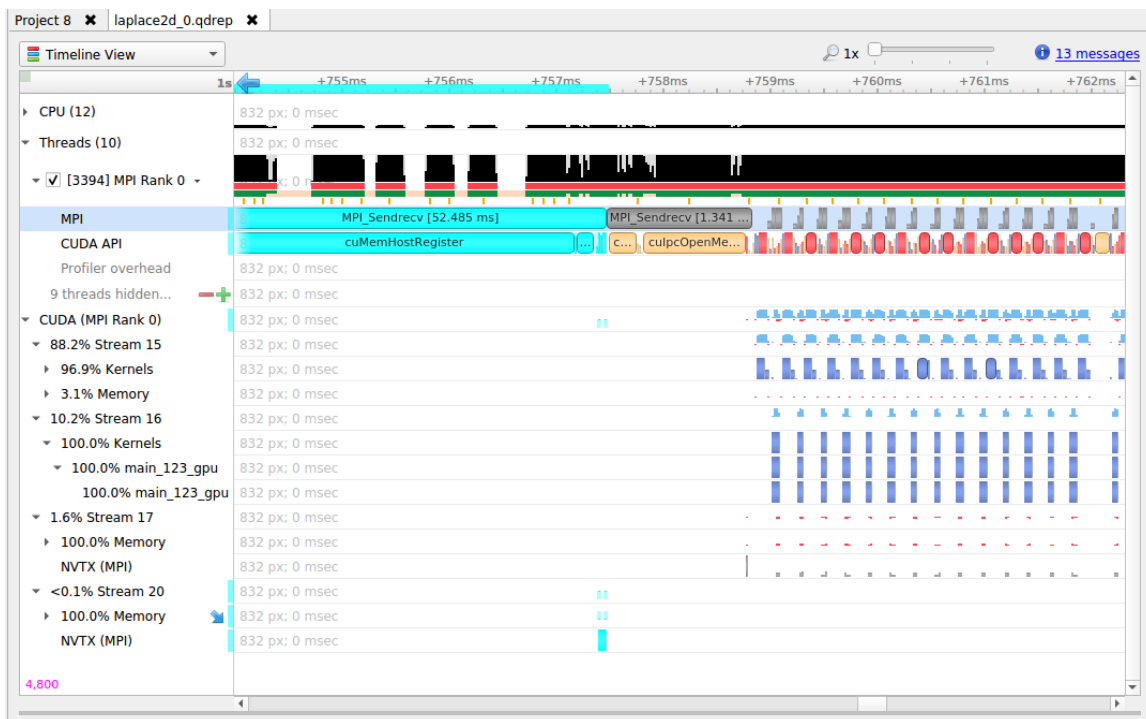 Project 8 ✖ laplace2d_0.qdrep ✖
Timeline View 1x 13 messages
1s +755ms +756ms +757ms +758ms +759ms +760ms +761ms +762ms
CPU (12) 832 px; 0 msec
Threads (10) 832 px; 0 msec
[3394] MPI Rank 0
MPI MPI_Sendrecv [52.485 ms] MPI_Sendrecv [1.341 ...
CUDA API cuMemHostRegister ... c... cuIpcOpenMe...
Profiler overhead 832 px; 0 msec
9 threads hidden... 832 px; 0 msec
CUDA (MPI Rank 0) 832 px; 0 msec
88.2% Stream 15 832 px; 0 msec
96.9% Kernels 832 px; 0 msec
3.1% Memory 832 px; 0 msec
10.2% Stream 16 832 px; 0 msec
100.0% Kernels 832 px; 0 msec
100.0% main_123_gpu 832 px; 0 msec
100.0% main_123_gpu 832 px; 0 msec
1.6% Stream 17 832 px; 0 msec
100.0% Memory 832 px; 0 msec
NVTX (MPI) 832 px; 0 msec
<0.1% Stream 20 832 px; 0 msec
100.0% Memory 832 px; 0 msec
NVTX (MPI) 832 px; 0 msec
4,800